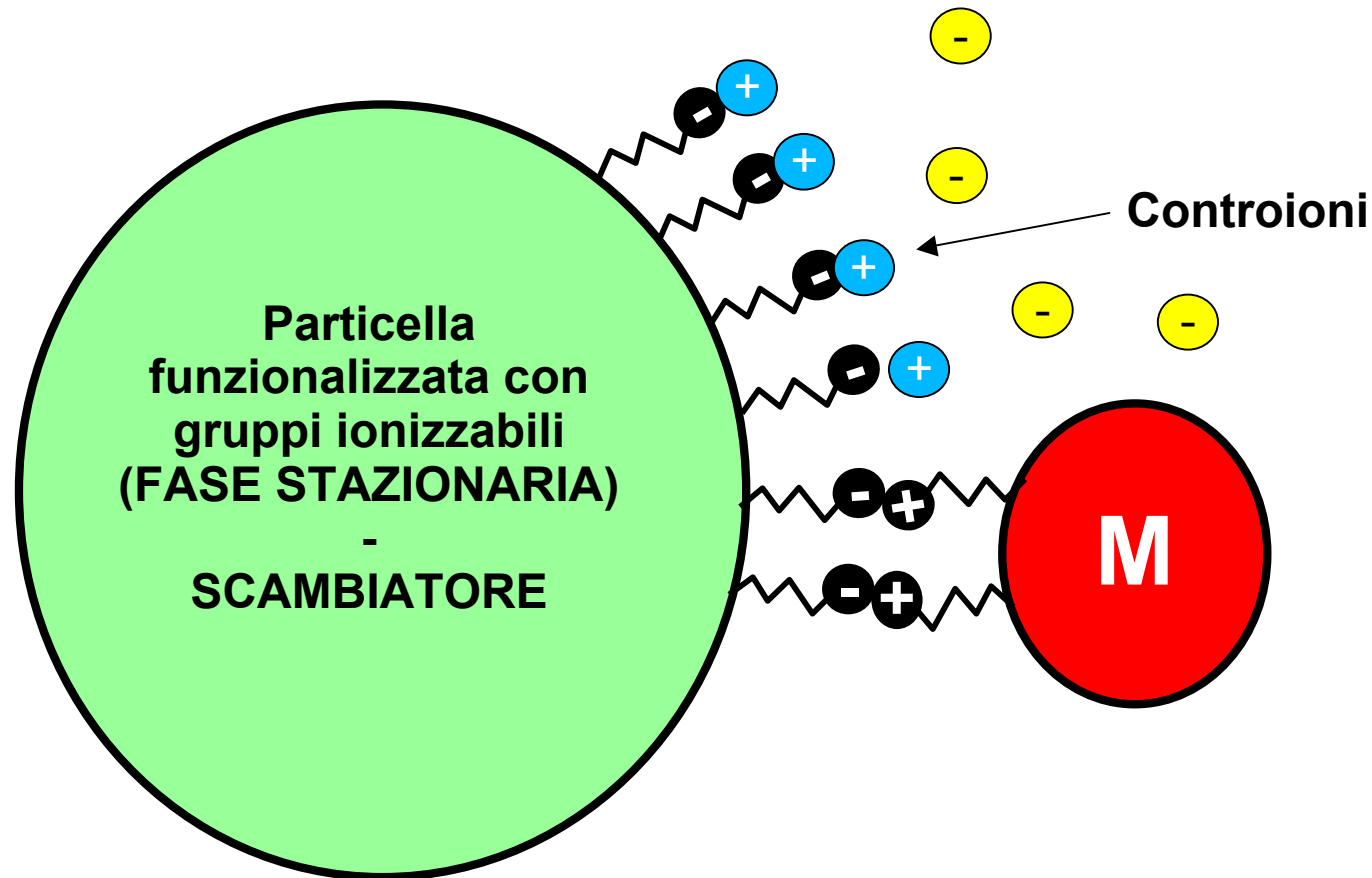 -
+
-
+
-
-
+
Controioni
-
+
-
-
-
+
Particella
funzionalizzata con
gruppi ionizzabili
(FASE STAZIONARIA)
-
SCAMBIATORE
- +
- +
M